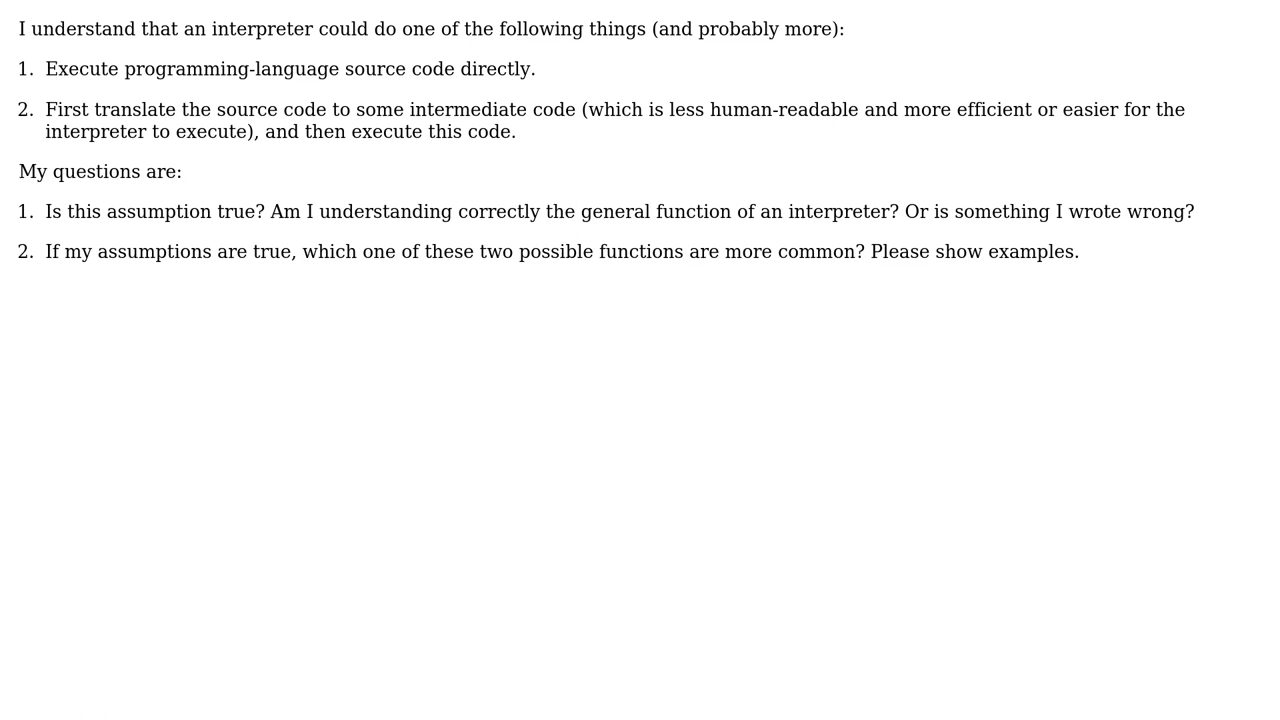 I understand that an interpreter could do one of the following things (and probably more):
1. Execute programming-language source code directly.
2. First translate the source code to some intermediate code (which is less human-readable and more efficient or easier for the
interpreter to execute), and then execute this code.
My questions are:
1. Is this assumption true? Am I understanding correctly the general function of an interpreter? Or is something I wrote wrong?
2. If my assumptions are true, which one of these two possible functions are more common? Please show examples.